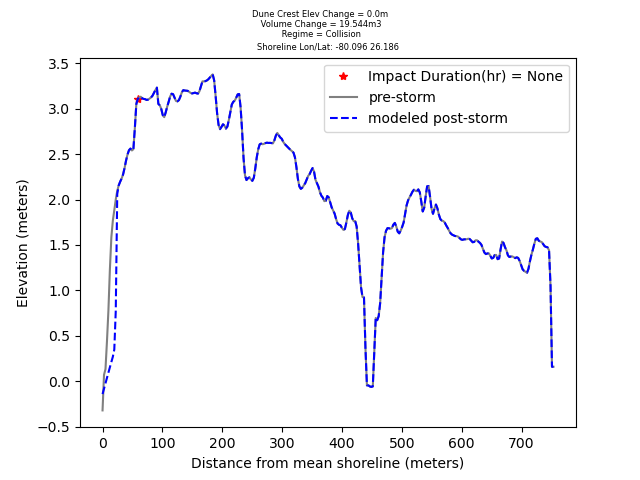 Dune Crest Elev Change = 0.0m
Volume Change = 19.544m3
Regime = Collision
Shoreline Lon/Lat: -80.096 26.186
Impact Duration(hr) = None
pre-storm
modeled post-storm
Elevation (meters)
3.5
3.0
2.5
2.0
1.5
1.0
0.5
0.0
−0.5
0 100 200 300 400 500 600 700
Distance from mean shoreline (meters)